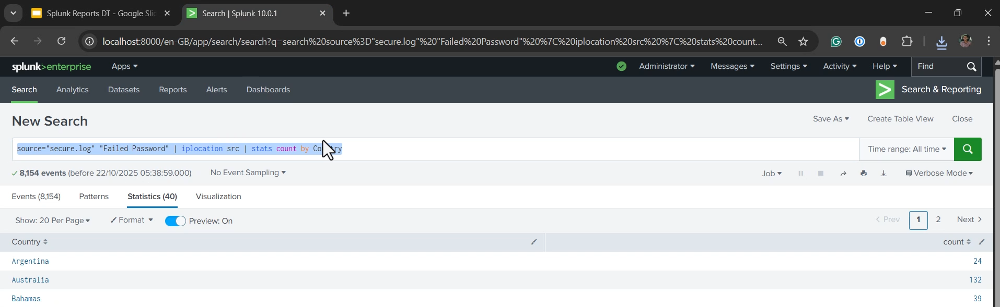 Splunk Reports DT - Google Slid
Search | Splunk 10.0.1
localhost:8000/en-GB/app/search/search?q=search%20source%3D"secure.log"%20"Failed%20Password"%20%7C%20iplocation%20src%20%7C%20stats%20count...
splunk>enterprise Apps Administrator Messages Settings Activity Help Find
Search Analytics Datasets Reports Alerts Dashboards Search & Reporting
New Search Save As Create Table View Close
source="secure.log" "Failed Password" | iplocation src | stats count by Country Time range: All time
8,154 events (before 22/10/2025 05:38:59.000) No Event Sampling Job Verbose Mode
Events (8,154) Patterns Statistics (40) Visualization
Show: 20 Per Page Format Preview: On < Prev 1 2 Next >
Country count
Argentina 24
Australia 132
Bahamas 39